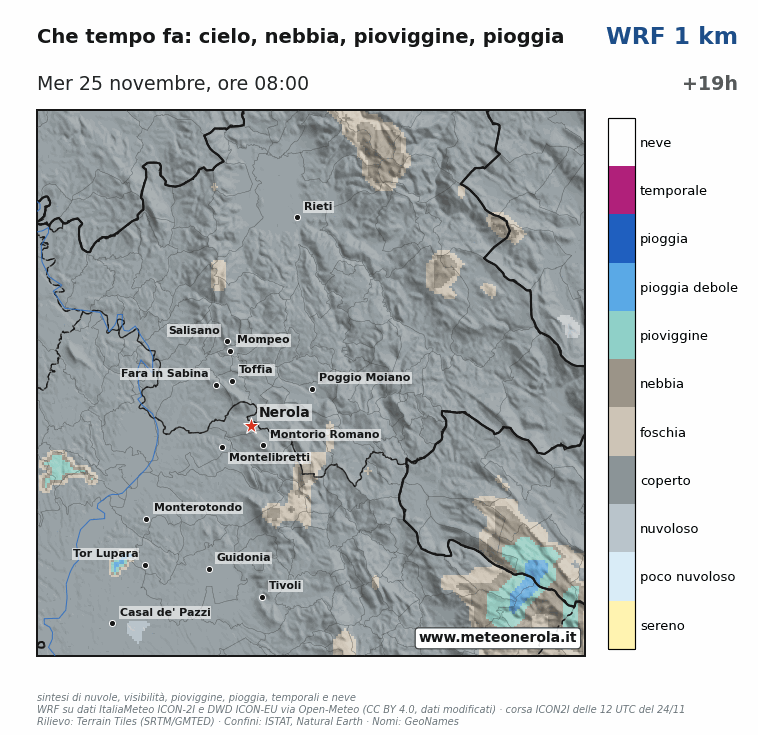 Che tempo fa: cielo, nebbia, pioviggine, pioggia
WRF 1 km
Mer 25 novembre, ore 08:00
+19h
neve
temporale
pioggia
pioggia debole
pioviggine
nebbia
foschia
coperto
nuvoloso
poco nuvoloso
sereno
Rieti
Salisano
Mompeo
Toffia
Fara in Sabina
Poggio Moiano
Nerola
Montorio Romano
Montelibretti
Monterotondo
Tor Lupara
Guidonia
Tivoli
Casal de' Pazzi
www.meteonerola.it
sintesi di nuvole, visibilità, pioviggine, pioggia, temporali e neve
WRF su dati ItaliaMeteo ICON-2I e DWD ICON-EU via Open-Meteo (CC BY 4.0, dati modificati) · corsa ICON2I delle 12 UTC del 24/11
Rilievo: Terrain Tiles (SRTM/GMTED) · Confini: ISTAT, Natural Earth · Nomi: GeoNames